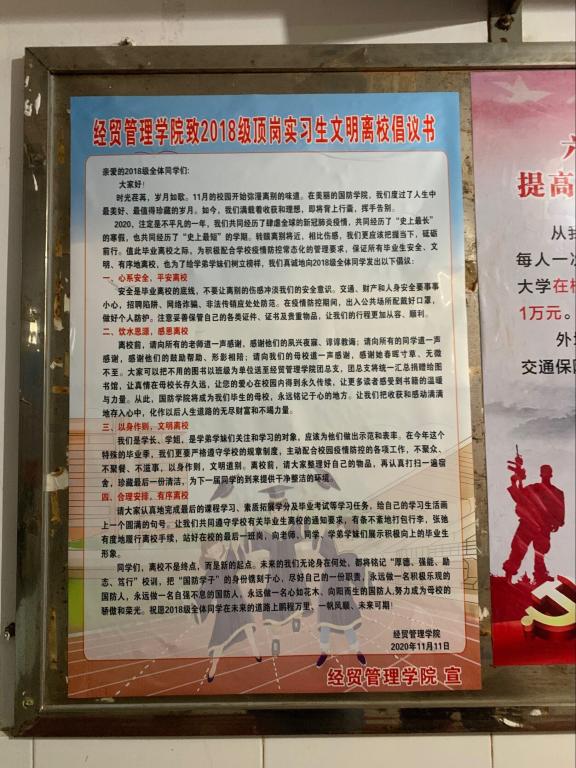 经贸管理学院致2018级顶岗实习生文明离校倡议书
亲爱的2018级全体同学们:
大家好!
时光荏苒，岁月如歌。11月的校园开始弥漫离别的味道。在美丽的国防学院，我们度过了人生中
最美好、最值得珍藏的岁月。如今，我们满载着收获和理想，即将背上行囊，挥手告别。
2020，注定是不平凡的一年，我们共同经历了肆虐全球的新冠肺炎疫情，共同经历了"史上最长"
的寒假，也共同经历了"史上最短"的学期。转瞬离别将近，相比伤感，我们更应该把握当下，砥砺
前行。值此毕业离校之际，为积极配合学校疫情防控常态化的管理要求，保证所有毕业生安全、文
明、有序地离校，也为了给学弟学妹们树立榜样，我们真诚地向2018级全体同学发出以下倡议:
一、心系安全，平安离校
安全是毕业离校的底线，不要让离别的伤感冲淡我们的安全意识。交通、财产和人身安全要事事
小心，招聘陷阱、网络诈骗、非法传销应处处防范。在疫情防控期间，出入公共场所配戴好口罩，
做好个人防护。注意妥善保管自己的各类证件、证书及贵重物品，让我们的行程更加从容、顺利。
二、饮水思源，感恩离校
离校前，请向所有的老师道一声感谢，感谢他们的夙兴夜寐、谆谆教诲；请向所有的同学道一声
感谢，感谢他们的鼓励帮助、形影相陪；请向我们的母校道一声感谢，感谢她春晖寸草、无微
不至。大家可以把不用的图书以班级为单位送至经贸管理学院团总支，团总支将统一汇总捐赠给图
书馆，让真情在母校长存久远，让您的爱心在校园内得到永久传续，让更多读者感受到书籍的温暖
与力量。从此，国防学院将成为我们毕生的母校，永远铭记于心的地方。让我们把收获和感动满满
地存入心中，化作以后人生道路的无尽财富和不竭力量。
三、以身作则，文明离校
我们是学长、学姐，是学弟学妹们关注和学习的对象，应该为他们做出示范和表率。在今年这个
特殊的毕业季，我们更要严格遵守学校的规章制度，主动配合校园疫情防控的各项工作，不聚众、
不聚餐、不滋事，以身作则，文明道别。离校前，请大家整理好自己的物品，再认真打扫一遍宿
舍，珍藏最后一份清洁，为下一届同学的到来提供干净整洁的环境。
四、合理安排，有序离校
请大家认真地完成最后的课程学习、素质拓展学分及毕业考试等学习任务，给自己的学习生活画
上一个圆满的句号。让我们共同遵守学校有关毕业生离校的通知要求，有条不紊地打包行李，张弛
有度地履行离校手续，站好在校的最后一班岗，向老师、同学、学弟学妹们展示积极向上的毕业生
形象。
同学们，离校不是终点，而是新的起点。未来的我们无论身在何处，都将铭记"厚德、强能、励
志、笃行"校训，把"国防学子"的身份镌刻于心，尽好自己的一份职责，永远做一名积极乐观的
国防人，永远做一名自强不息的国防人，永远做一名心如花木、向阳而生的国防人，努力成为母校的
骄傲和荣光。祝愿2018级全体同学在未来的道路上鹏程万里、一帆风顺、未来可期!
经贸管理学院
2020年11月11日
经贸管理学院 宣
六
提高
从我
每人一次
大学在校
1万元。
外地
交通保障